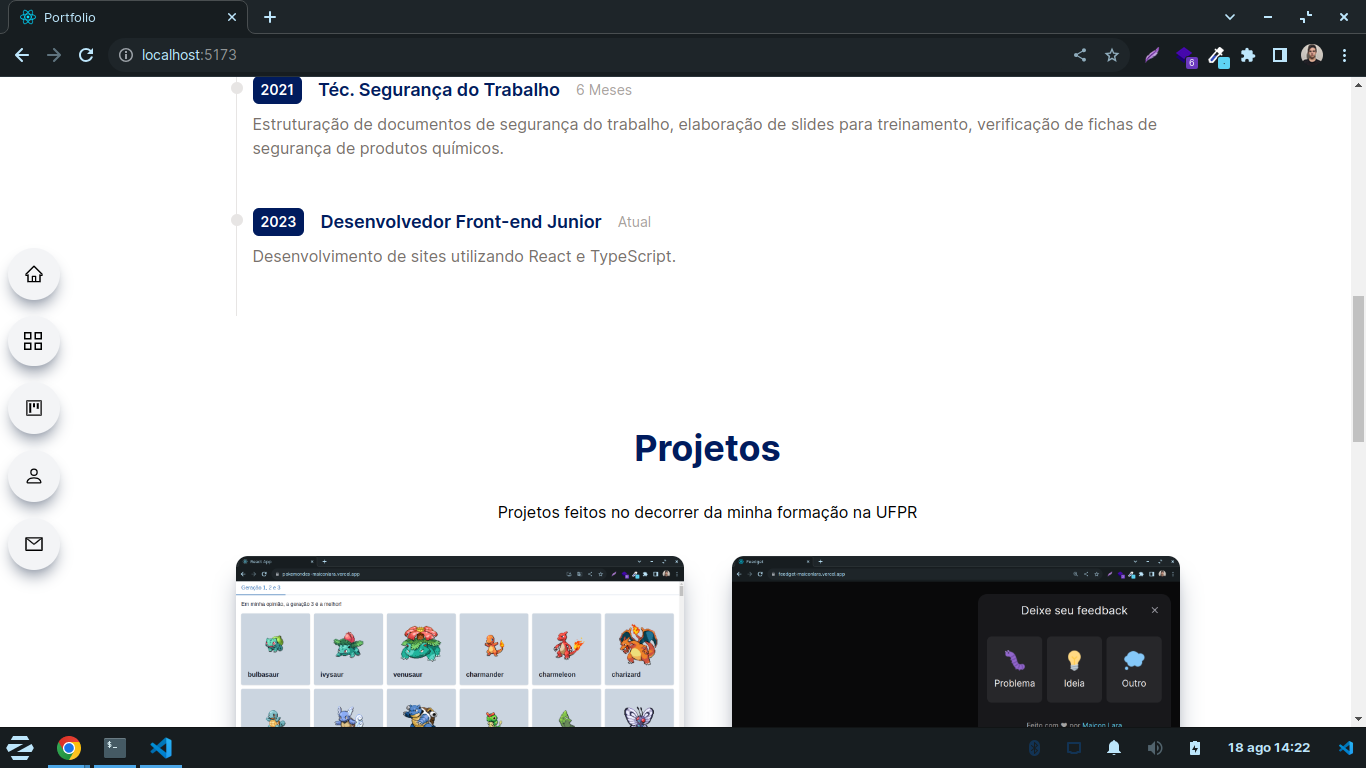 Portfolio
localhost:5173
6
2021 Téc. Segurança do Trabalho 6 Meses
Estruturação de documentos de segurança do trabalho, elaboração de slides para treinamento, verificação de fichas de
segurança de produtos químicos.
2023 Desenvolvedor Front-end Junior Atual
Desenvolvimento de sites utilizando React e TypeScript.
Projetos
Projetos feitos no decorrer da minha formação na UFPR
React App
Geração 1, 2 e 3
Em minha opinião, a geração 3 é a melhor!
bulbasaur ivysaur venusaur charmander charmeleon charizard
Feedget
feedget-maiconlara.vercel.app
Deixe seu feedback
Problema Ideia Outro
Feito com ♥ por Maicon Lara
18 ago 14:22